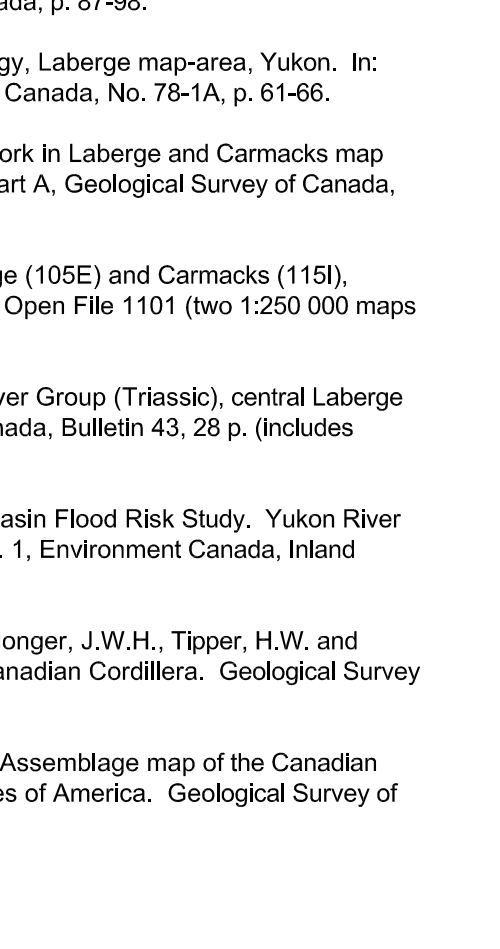 ada, p. 87-98.
gy, Laberge map-area, Yukon. In:
Canada, No. 78-1A, p. 61-66.
ork in Laberge and Carmacks map
art A, Geological Survey of Canada,
ge (105E) and Carmacks (115I),
Open File 1101 (two 1:250 000 maps
ver Group (Triassic), central Laberge
nada, Bulletin 43, 28 p. (includes
asin Flood Risk Study. Yukon River
. 1, Environment Canada, Inland
onger, J.W.H., Tipper, H.W. and
anadian Cordillera. Geological Survey
Assemblage map of the Canadian
es of America. Geological Survey of